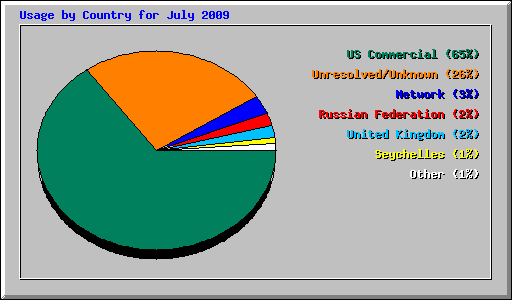 Usage by Country for July 2009
US Commercial (65%)
Unresolved/Unknown (26%)
Network (3%)
Russian Federation (2%)
United Kingdom (2%)
Seychelles (1%)
Other (1%)